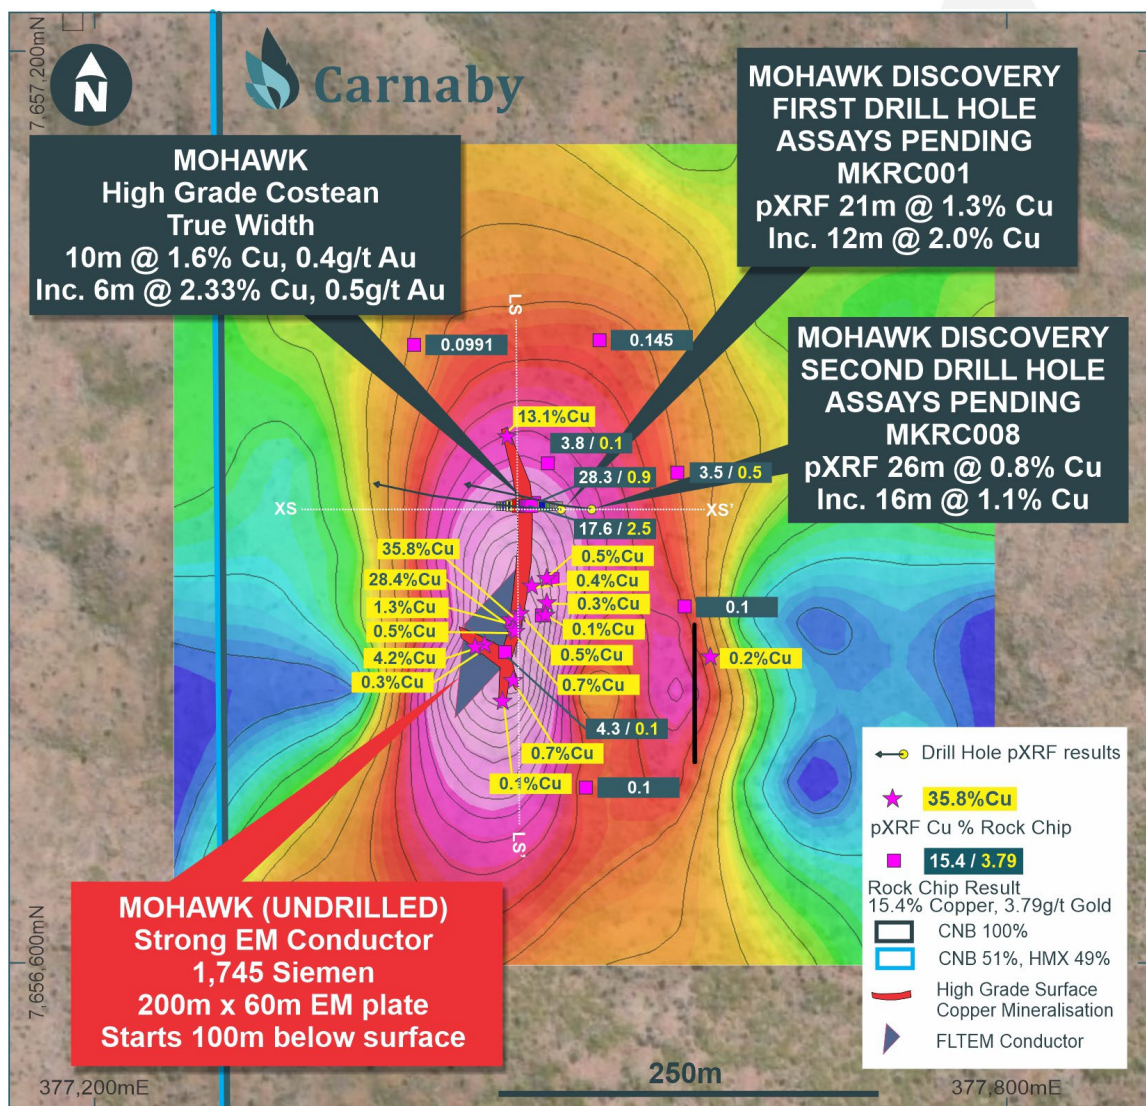 7,657,200mN
N
Carnaby
MOHAWK
High Grade Costean
True Width
10m @ 1.6% Cu, 0.4g/t Au
Inc. 6m @ 2.33% Cu, 0.5g/t Au
MOHAWK DISCOVERY
FIRST DRILL HOLE
ASSAYS PENDING
MKRC001
pXRF 21m @ 1.3% Cu
Inc. 12m @ 2.0% Cu
MOHAWK DISCOVERY
SECOND DRILL HOLE
ASSAYS PENDING
MKRC008
pXRF 26m @ 0.8% Cu
Inc. 16m @ 1.1% Cu
LS
0.0991
0.145
13.1%Cu
3.8 / 0.1
28.3 / 0.9
3.5 / 0.5
XS
XS'
17.6 / 2.5
35.8%Cu
28.4%Cu
1.3%Cu
0.5%Cu
4.2%Cu
0.3%Cu
0.5%Cu
0.4%Cu
0.3%Cu
0.1%Cu
0.5%Cu
0.7%Cu
0.1
0.2%Cu
4.3 / 0.1
0.7%Cu
0.1%Cu
0.1
LS'
MOHAWK (UNDRILLED)
Strong EM Conductor
1,745 Siemen
200m x 60m EM plate
Starts 100m below surface
Drill Hole pXRF results
35.8%Cu
pXRF Cu % Rock Chip
15.4 / 3.79
Rock Chip Result
15.4% Copper, 3.79g/t Gold
CNB 100%
CNB 51%, HMX 49%
High Grade Surface
Copper Mineralisation
FLTEM Conductor
7,656,600mN
377,200mE
250m
377,800mE